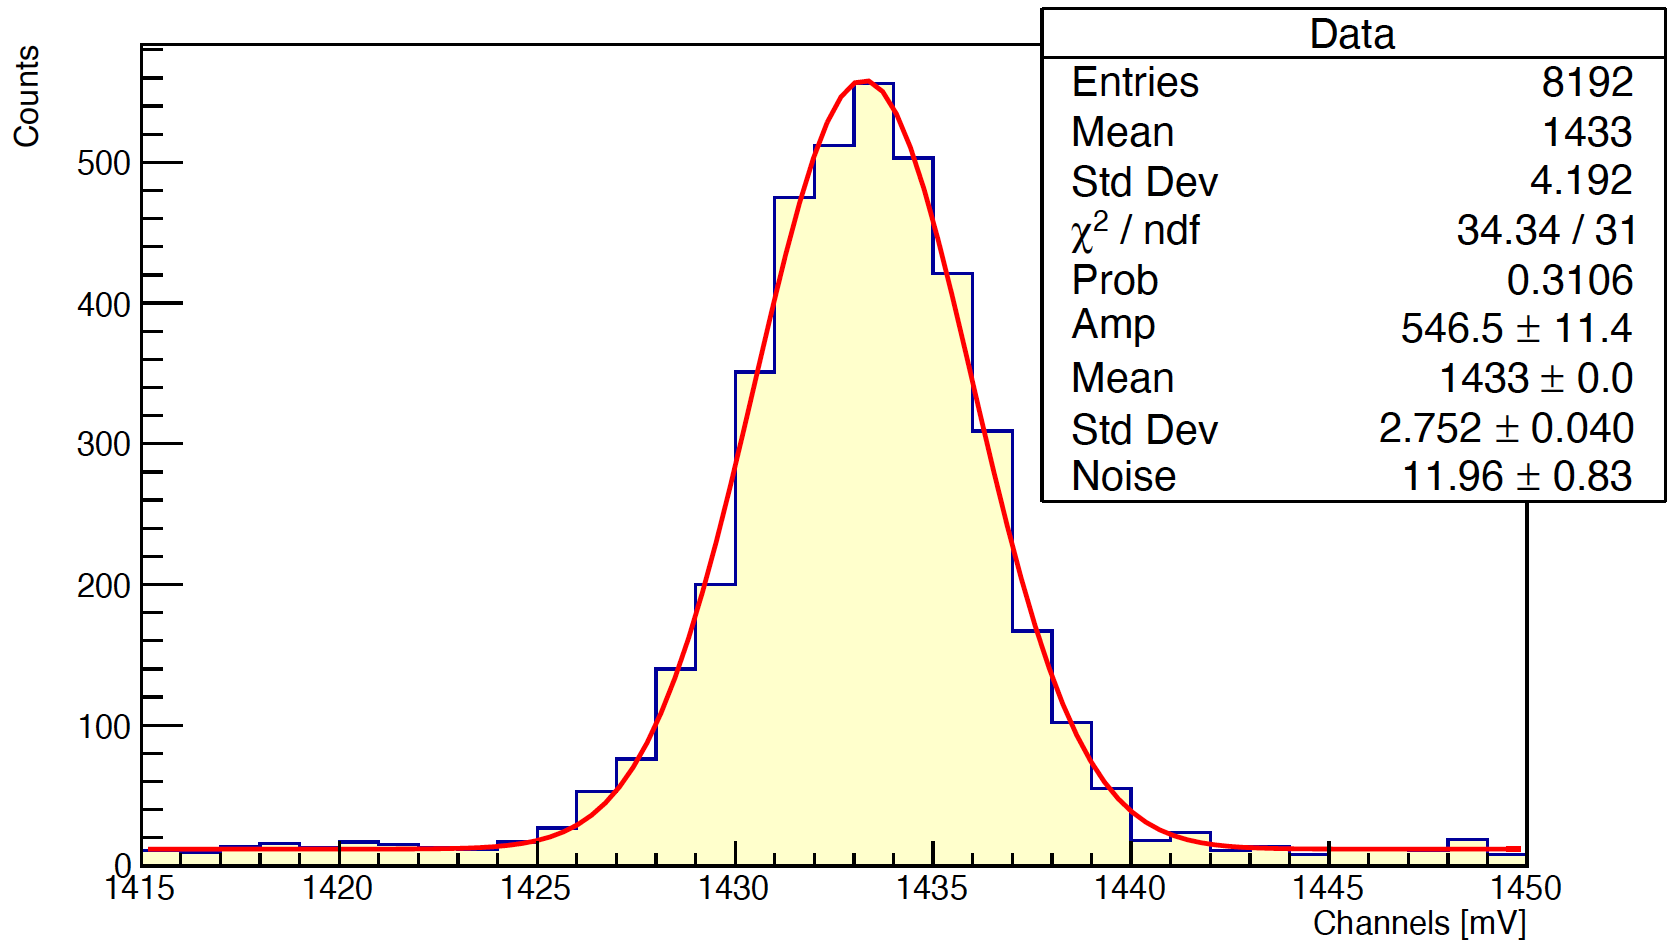 Counts
500
400
300
200
100
0
1415 1420 1425 1430 1435 1440 1445 1450
Channels [mV]
Data
Entries 8192
Mean 1433
Std Dev 4.192
χ² / ndf 34.34 / 31
Prob 0.3106
Amp 546.5 ± 11.4
Mean 1433 ± 0.0
Std Dev 2.752 ± 0.040
Noise 11.96 ± 0.83